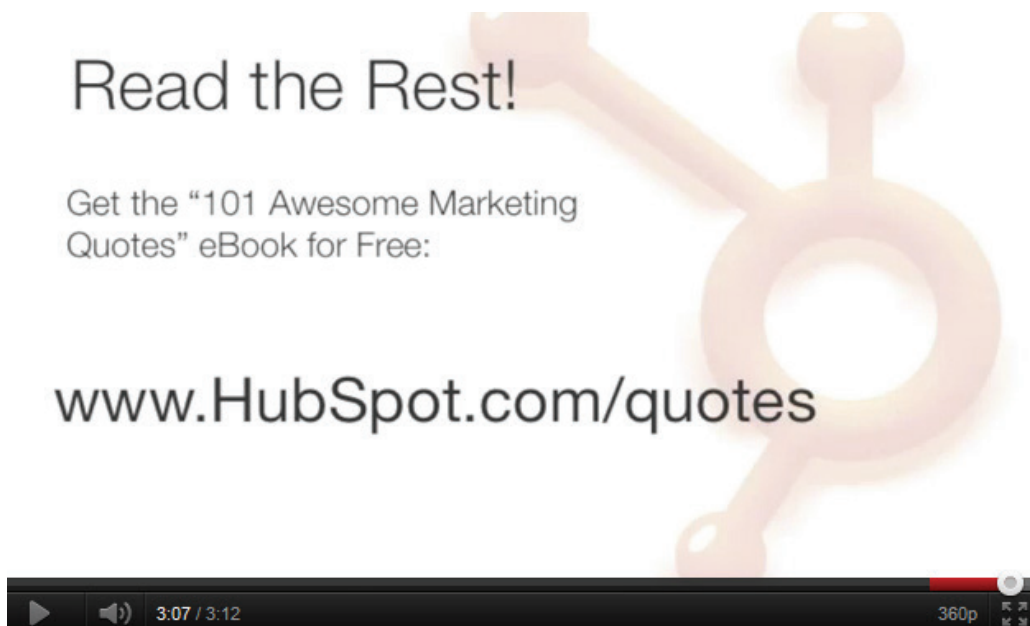 Read the Rest!
Get the “101 Awesome Marketing
Quotes” eBook for Free:
www.HubSpot.com/quotes
3:07 / 3:12
360p